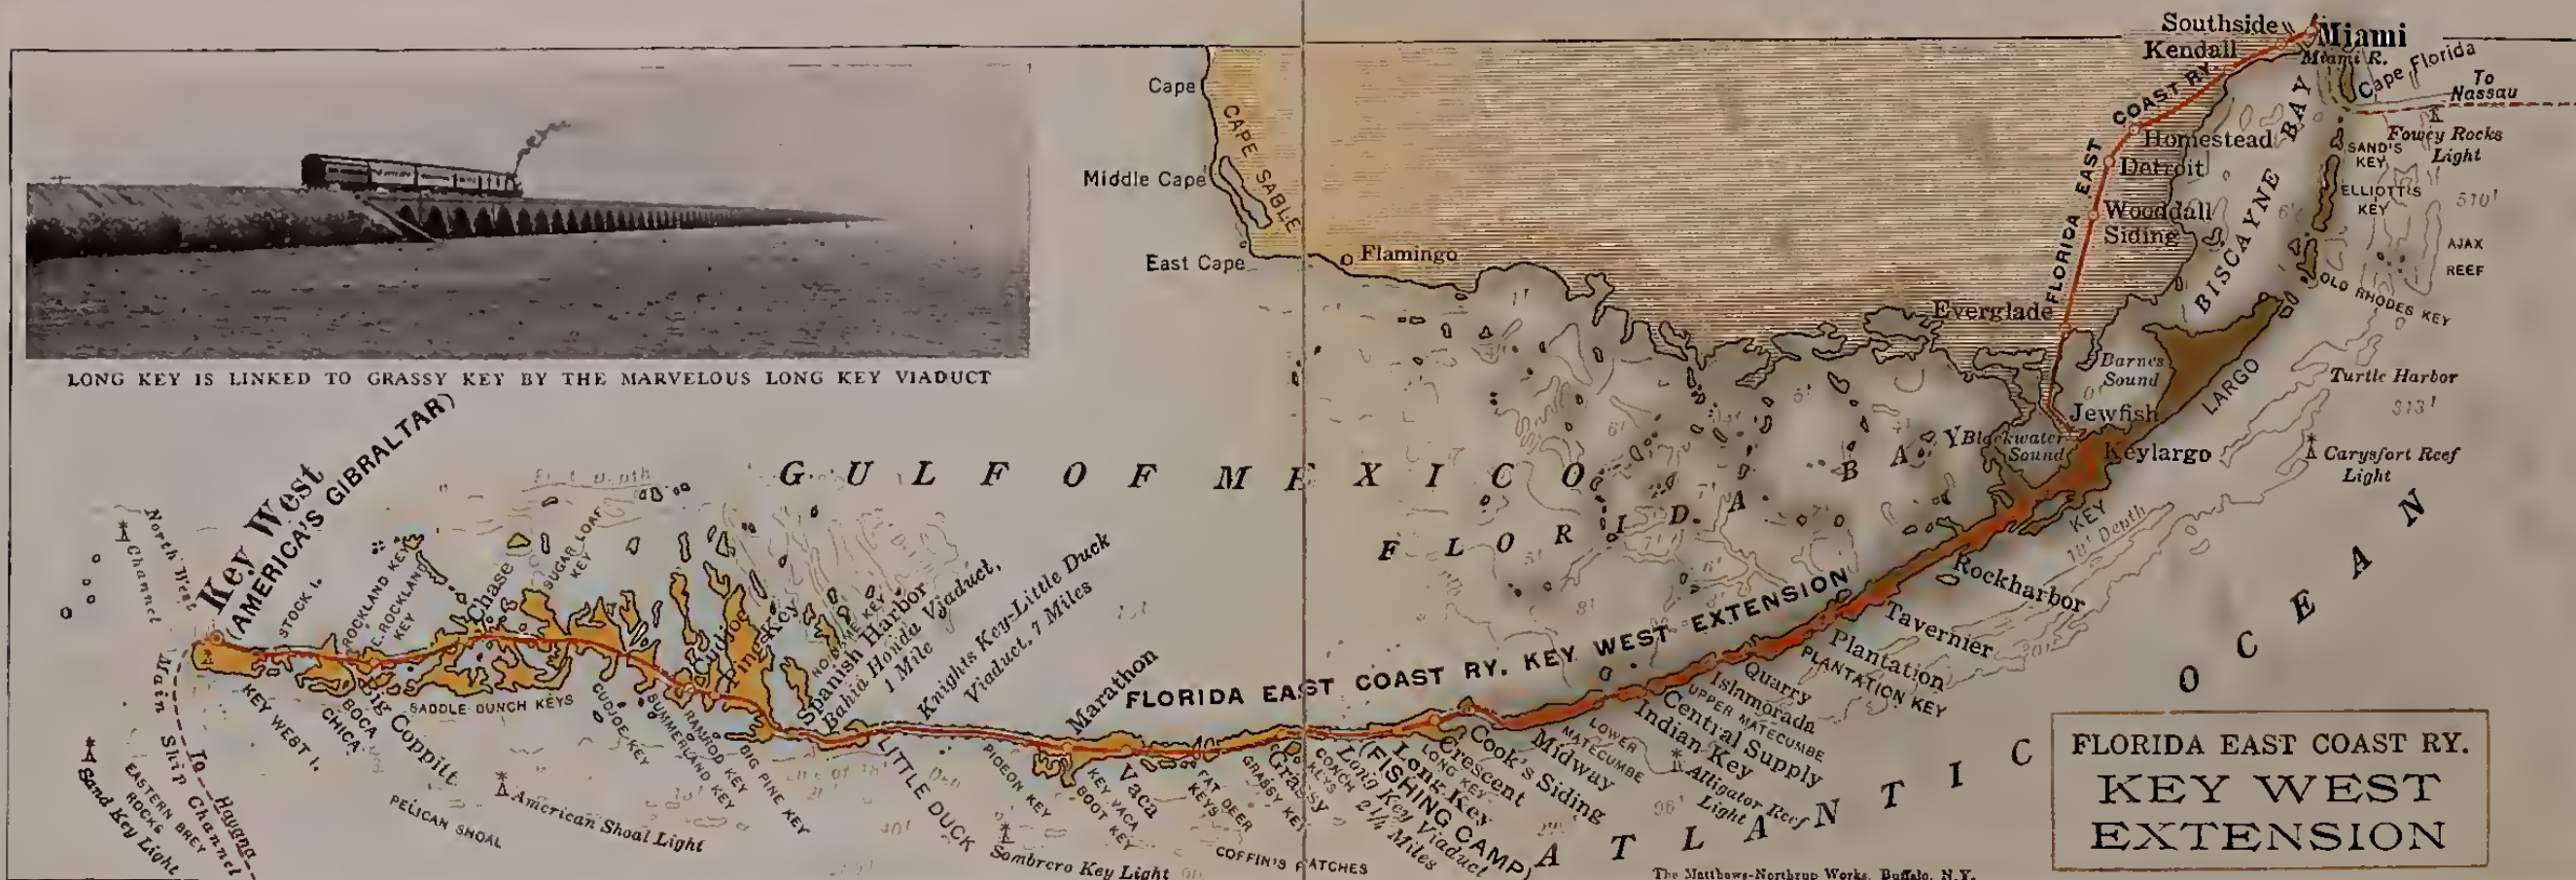 Southside
Miami
Kendall
Miami R.
Cape Florida
To
Nassau
Fowey Rocks
Light
FLORIDA EAST COAST RY.
Homestead
Detroit
Wooddall
Siding
Everglade
BISCAYNE BAY
SAND'S
KEY
ELLIOTT'S
KEY
510'
AJAX
REEF
OLD RHODES KEY
Cape
CAPE SABLE
Middle Cape
East Cape
Flamingo
LONG KEY IS LINKED TO GRASSY KEY BY THE MARVELOUS LONG KEY VIADUCT
Barnes
Sound
LARGO
Turtle Harbor
313'
Jewfish
Blackwater
Sound
Keylargo
KEY
Carysfort Reef
Light
18' Depth
GULF OF MEXICO
FLORIDA BAY
ATLANTIC OCEAN
Key West
(AMERICA'S GIBRALTAR)
North West
Channel
STOCK I.
ROCKLAND KEY
E. ROCKLAND
KEY
Chase
SUGAR LOAF
KEY
Cudjoe
Pine Key
NO NAME KEY
Spanish Harbor
Bahia Honda Viaduct,
1 Mile
Knights Key-Little Duck
Viaduct. 7 Miles
Marathon
FLORIDA EAST COAST RY. KEY WEST EXTENSION
Rockharbor
Tavernier
Plantation
PLANTATION KEY
Quarry
Islamorada
UPPER MATECUMBE
Central Supply
Indian Key
LOWER
MATECUMBE
Alligator Reef
Light
Midway
Cook's Siding
Crescent
LONG KEY
Long Key
(FISHING CAMP)
Long Key Viaduct
2¼ Miles
CONCH
KEYS
Grassy
GRASSY KEY
FAT DEER
KEYS
COFFIN'S PATCHES
Vaca
KEY VACA
BOOT KEY
PIGEON KEY
Sombrero Key Light
LITTLE DUCK
BIG PINE KEY
RAMROD KEY
SUMMERLAND KEY
CUDJOE KEY
SADDLE BUNCH KEYS
American Shoal Light
PELICAN SHOAL
Big Coppitt
BOCA
CHICA
KEY WEST I.
Main Ship Channel
To Havana
EASTERN DREY
ROCKS
Sand Key Light
FLORIDA EAST COAST RY.
KEY WEST
EXTENSION
The Matthews-Northrup Works, Buffalo, N.Y.